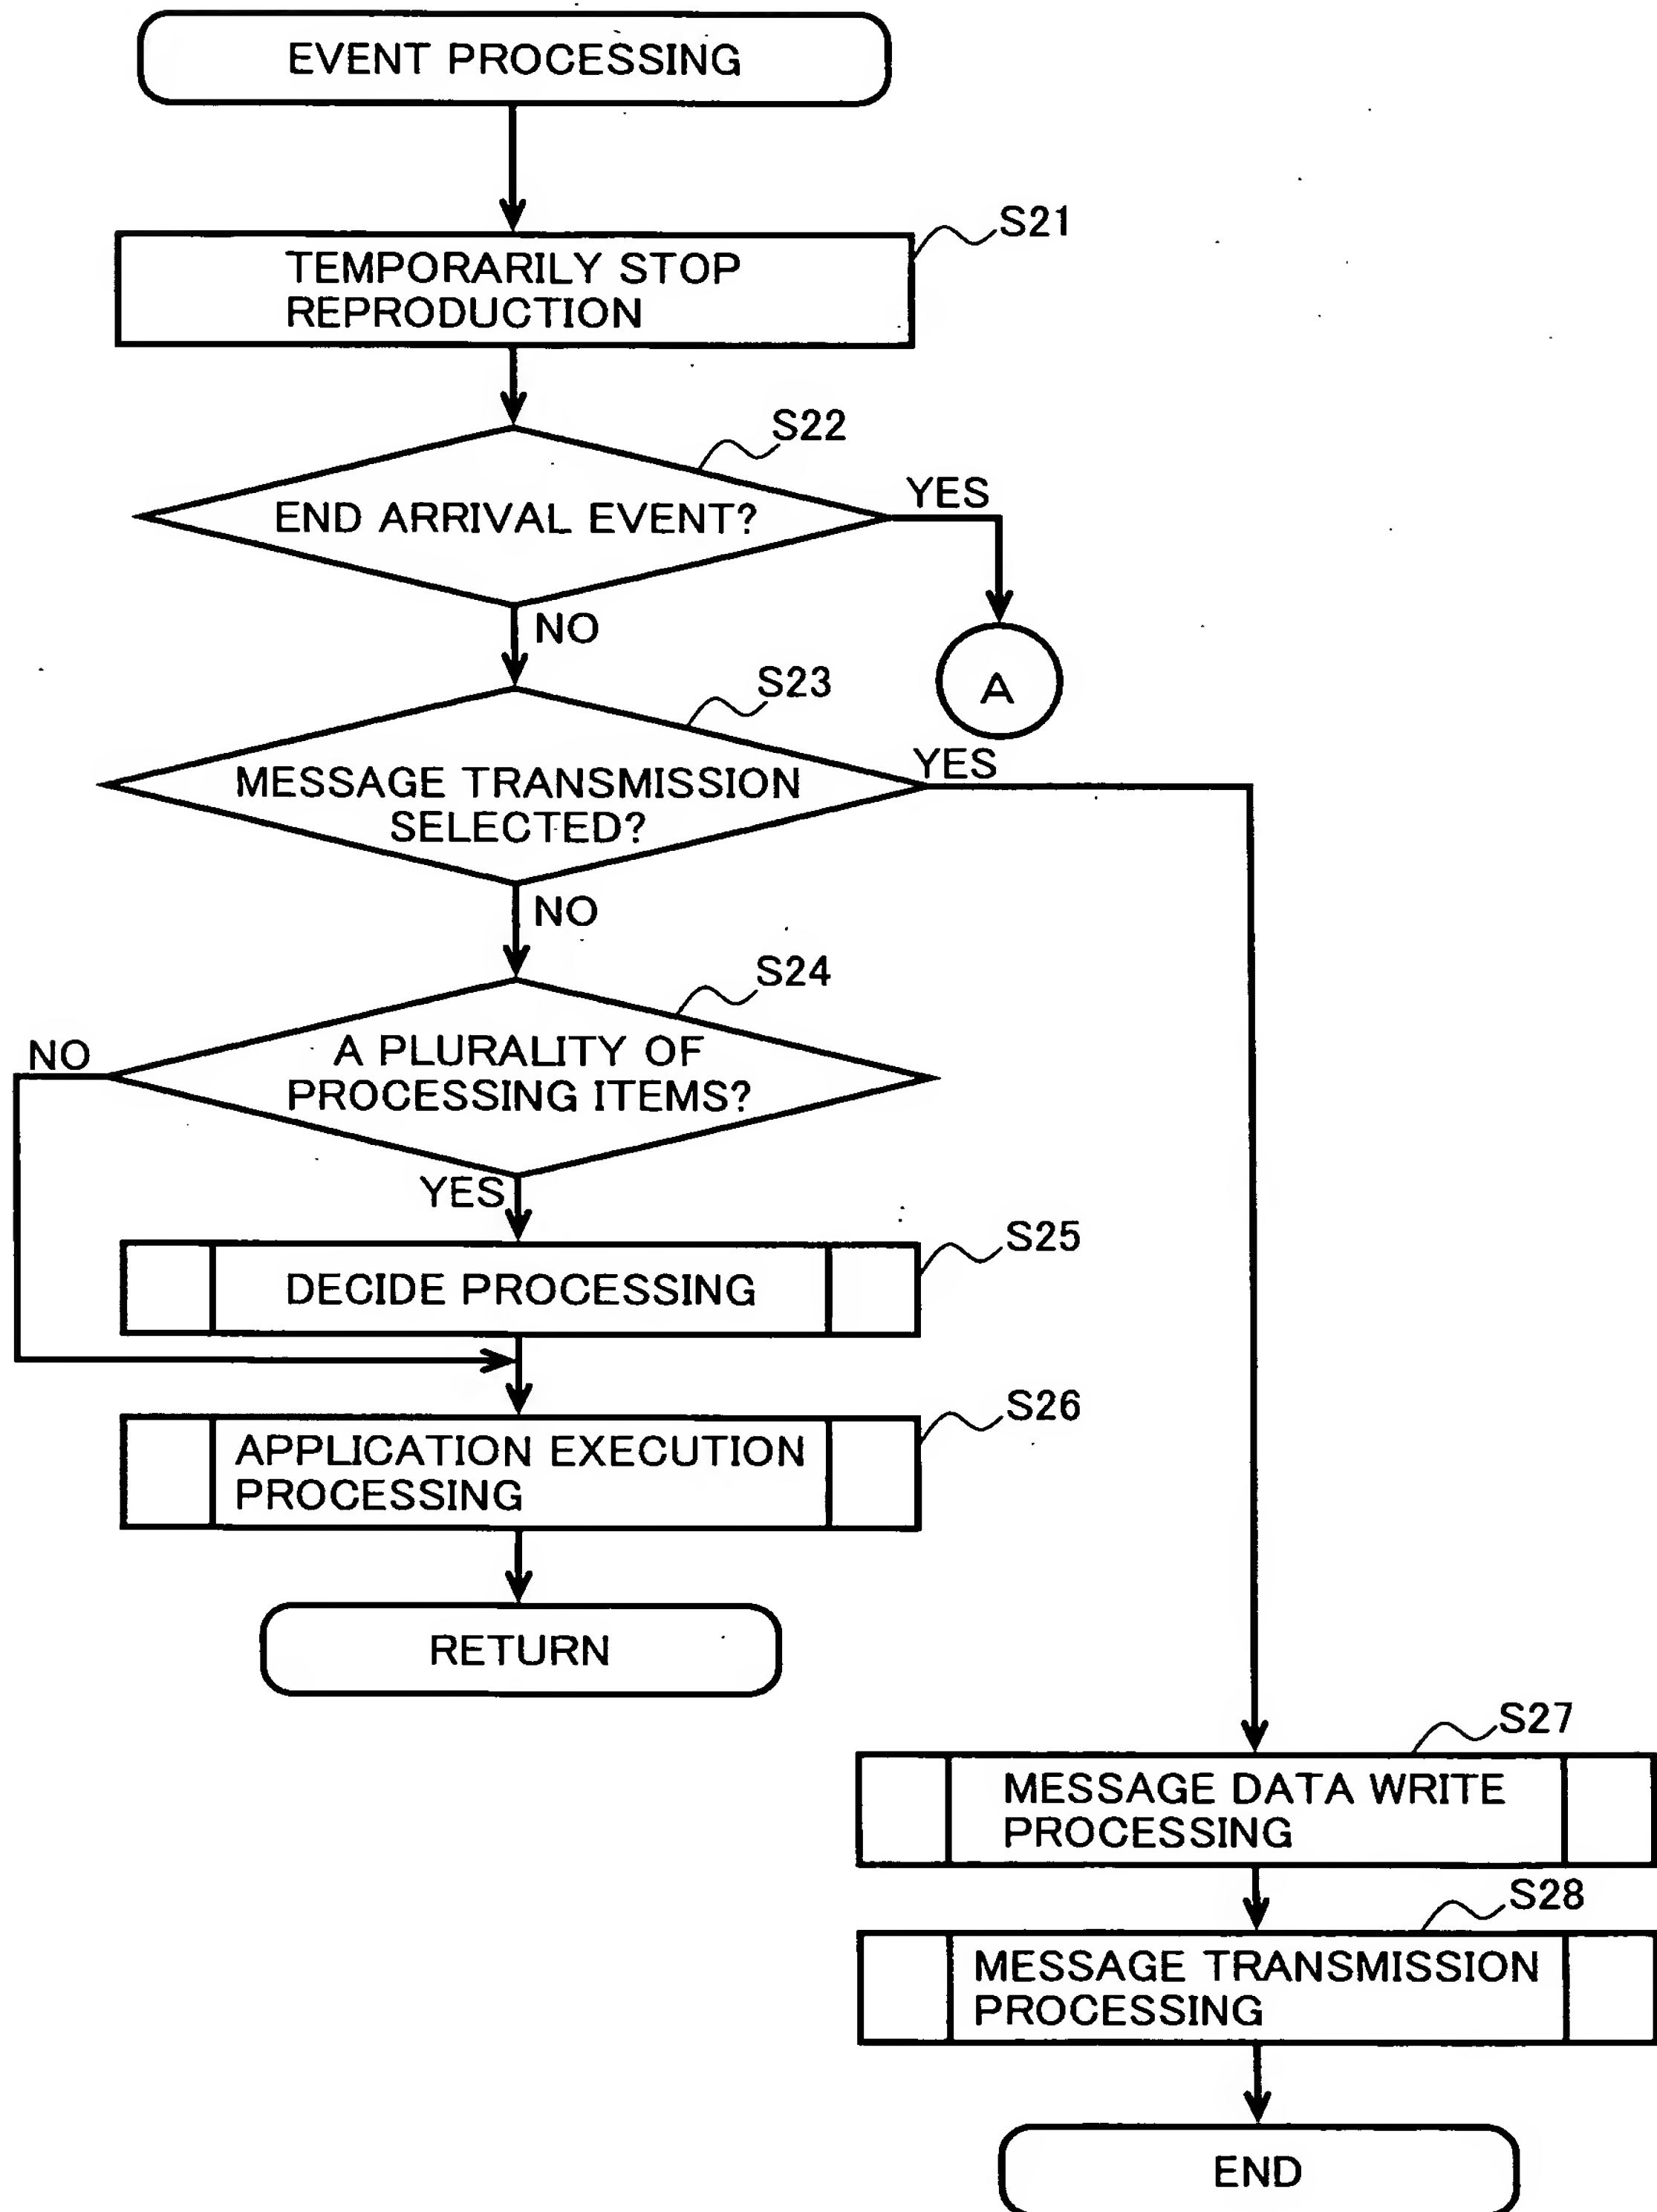 EVENT PROCESSING
S21
TEMPORARILY STOP
REPRODUCTION
S22
END ARRIVAL EVENT?
YES
NO
A
S23
MESSAGE TRANSMISSION
SELECTED?
YES
NO
S24
A PLURALITY OF
PROCESSING ITEMS?
NO
YES
S25
DECIDE PROCESSING
S26
APPLICATION EXECUTION
PROCESSING
RETURN
S27
MESSAGE DATA WRITE
PROCESSING
S28
MESSAGE TRANSMISSION
PROCESSING
END